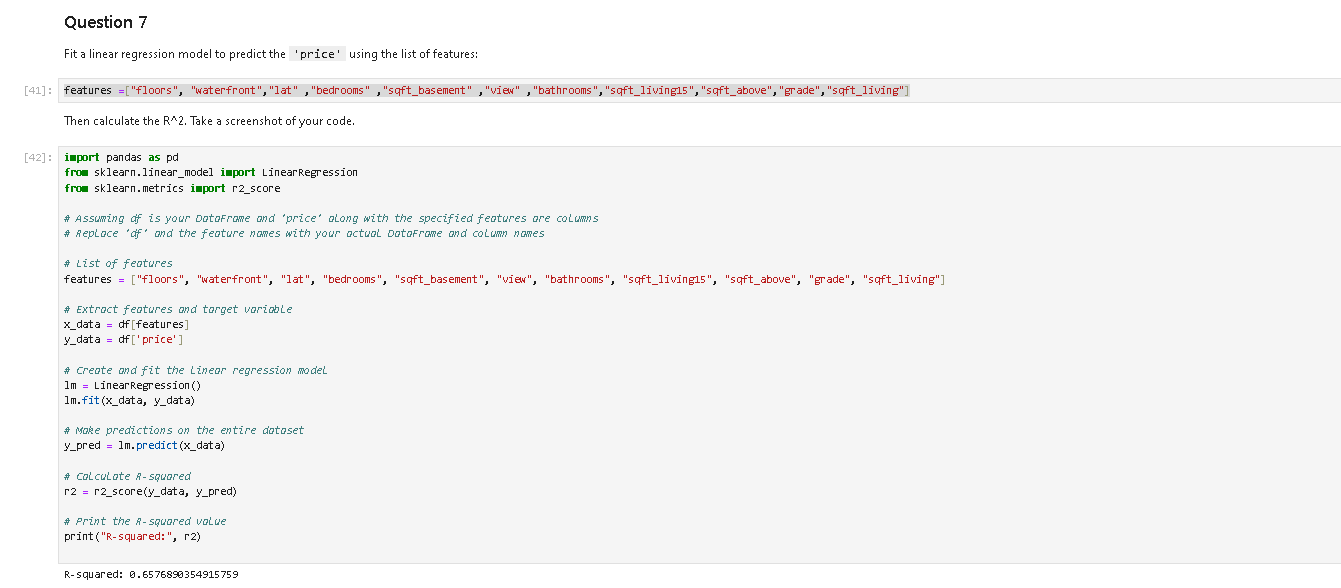 Question 7
Fit a linear regression model to predict the 'price' using the list of features:
[41]: features =["floors", "waterfront","lat" ,"bedrooms" ,"sqft_basement" ,"view" ,"bathrooms","sqft_living15","sqft_above","grade","sqft_living"]
Then calculate the R^2. Take a screenshot of your code.
[42]: import pandas as pd
from sklearn.linear_model import LinearRegression
from sklearn.metrics import r2_score
# Assuming df is your DataFrame and 'price' along with the specified features are columns
# Replace 'df' and the feature names with your actual DataFrame and column names
# List of features
features = ["floors", "waterfront", "lat", "bedrooms", "sqft_basement", "view", "bathrooms", "sqft_living15", "sqft_above", "grade", "sqft_living"]
# Extract features and target variable
x_data = df[features]
y_data = df['price']
# Create and fit the linear regression model
lm = LinearRegression()
lm.fit(x_data, y_data)
# Make predictions on the entire dataset
y_pred = lm.predict(x_data)
# Calculate R-squared
r2 = r2_score(y_data, y_pred)
# Print the R-squared value
print("R-squared:", r2)
R-squared: 0.6576890354915759